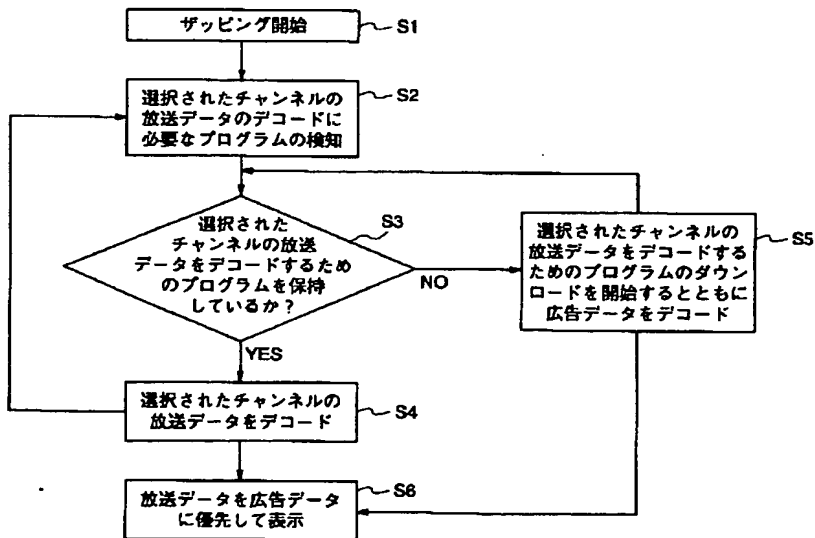 ザッピング開始
S1
選択されたチャンネルの
放送データのデコードに
必要なプログラムの検知
S2
選択された
チャンネルの放送
データをデコードするため
のプログラムを保持
しているか？
S3
NO
YES
選択されたチャンネルの
放送データをデコードする
ためのプログラムのダウン
ロードを開始するとともに
広告データをデコード
S5
選択されたチャンネルの
放送データをデコード
S4
放送データを広告データ
に優先して表示
S6